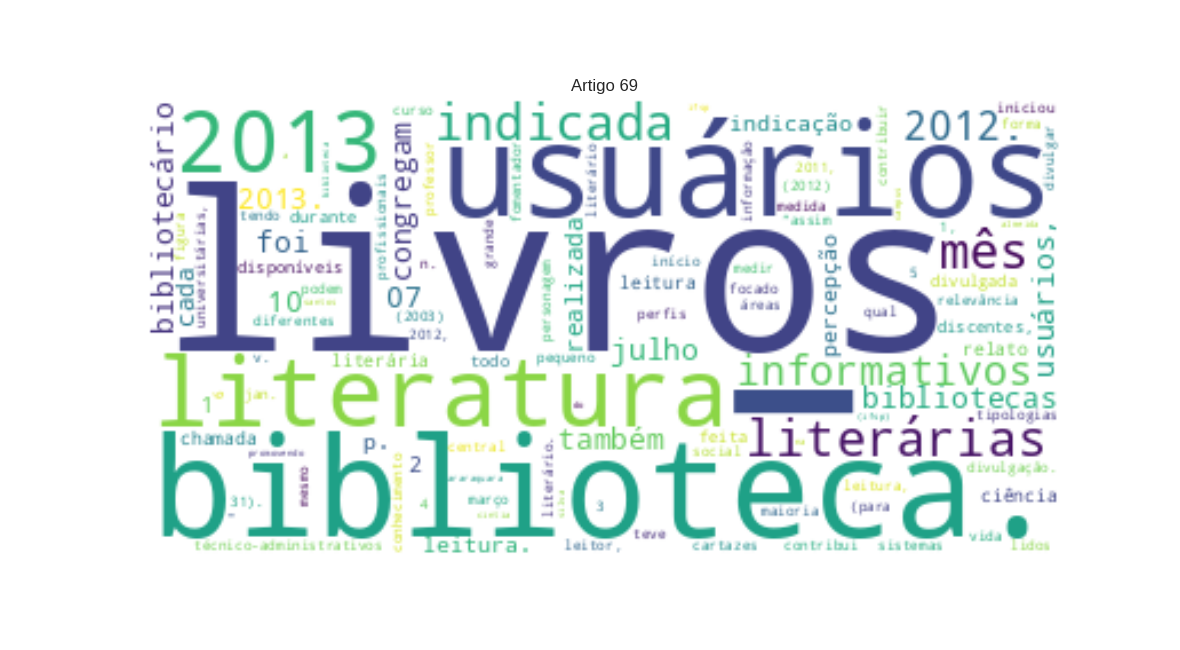 Artigo 69
bibliotecário
2013
curso
indicada
indicação
2012.
iniciou
forma
divulgar
congregam
professor
fomentador
usuários
literário
informação
2011,
(2012)
contribuir
medida
"assim
2013.
tendo
durante
profissionais
figura
universitárias,
cada
foi
disponíveis
10
podem
diferentes
07
(2003)
2012,
n.
grande
livros
personagem
realizada
leitura
início
perfis
medir
focado
áreas
percepção
qual
5
1,
mês
divulgada
relevância
discentes,
usuários,
v.
literária
todo
pequeno
julho
relato
literatura
informativos
bibliotecas
1
e
jan.
tipologias
chamada
promovendo
p.
central
também
feita
social
literárias
divulgação.
biblioteca.
31).
mesmo
conhecimento
2
4
março
literário.
3
maioria
leitura,
(para
ciência
técnico-administrativos
leitura.
leitor,
teve
cartazes
contribui
sistemas
vida
lidos